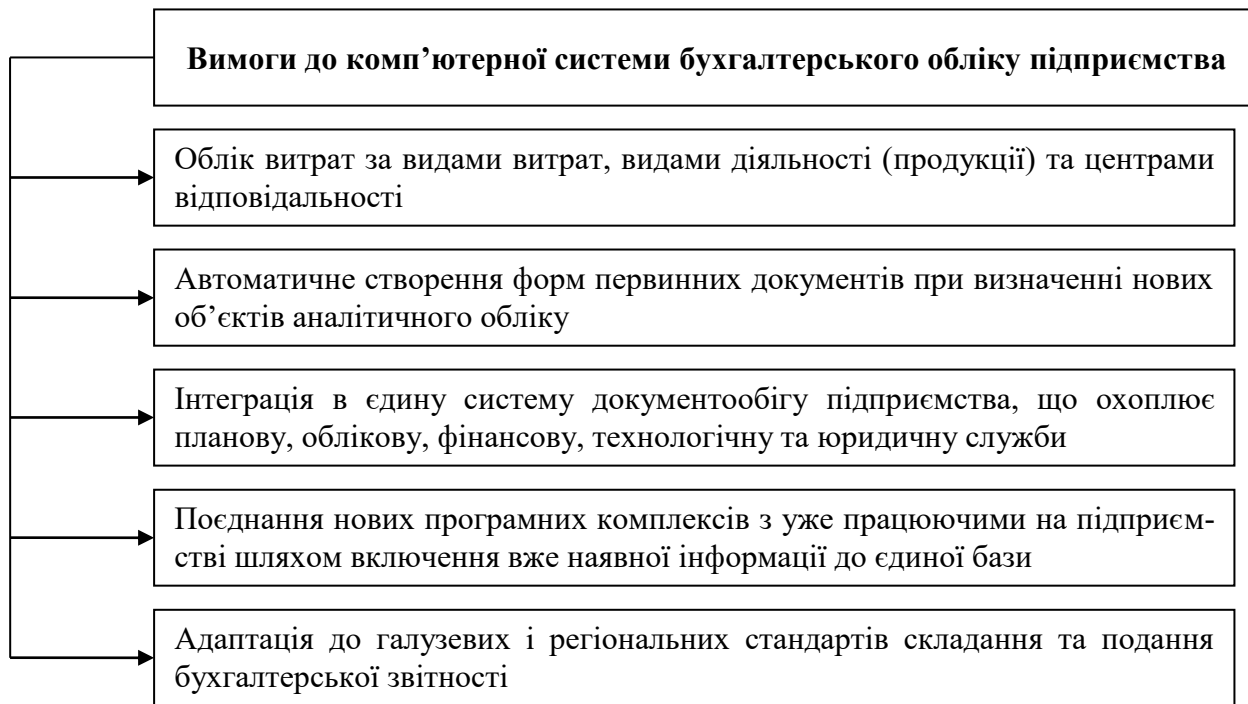 Вимоги до комп’ютерної системи бухгалтерського обліку підприємства
Облік витрат за видами витрат, видами діяльності (продукції) та центрами
відповідальності
Автоматичне створення форм первинних документів при визначенні нових
об’єктів аналітичного обліку
Інтеграція в єдину систему документообігу підприємства, що охоплює
планову, облікову, фінансову, технологічну та юридичну служби
Поєднання нових програмних комплексів з уже працюючими на підприєм-
стві шляхом включення вже наявної інформації до єдиної бази
Адаптація до галузевих і регіональних стандартів складання та подання
бухгалтерської звітності